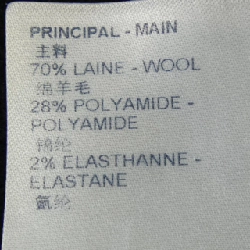 PRINCIPAL - MAIN
主料
70% LAINE - WOOL
绵羊毛
28% POLYAMIDE -
POLYAMIDE
锦纶
2% ELASTHANNE -
ELASTANE
氨纶